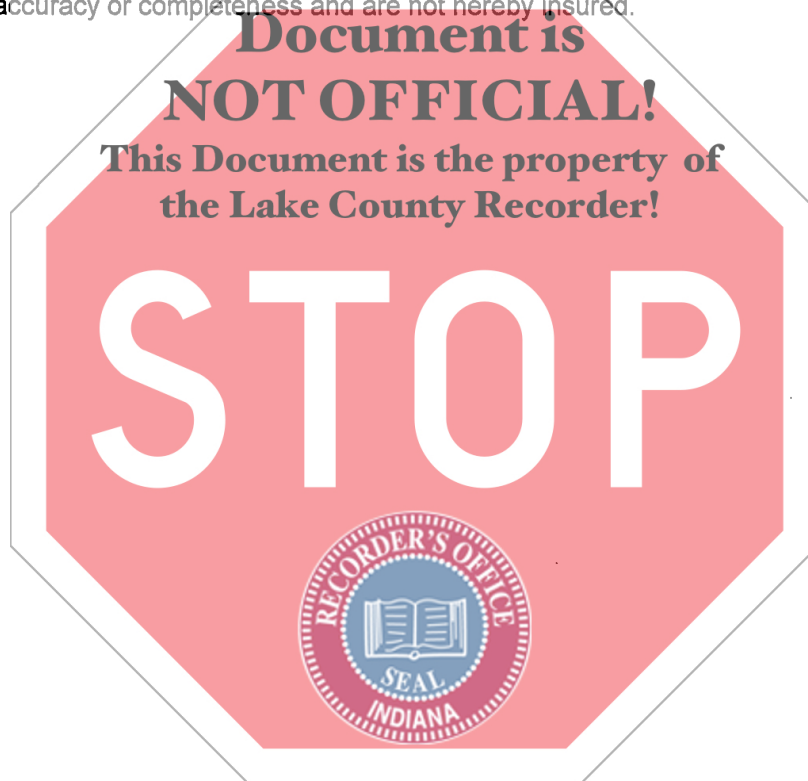 accuracy or completeness and are not hereby insured.
Document is
NOT OFFICIAL!
This Document is the property of
the Lake County Recorder!
STOP
RECORDER'S OFFICE
SEAL
INDIANA